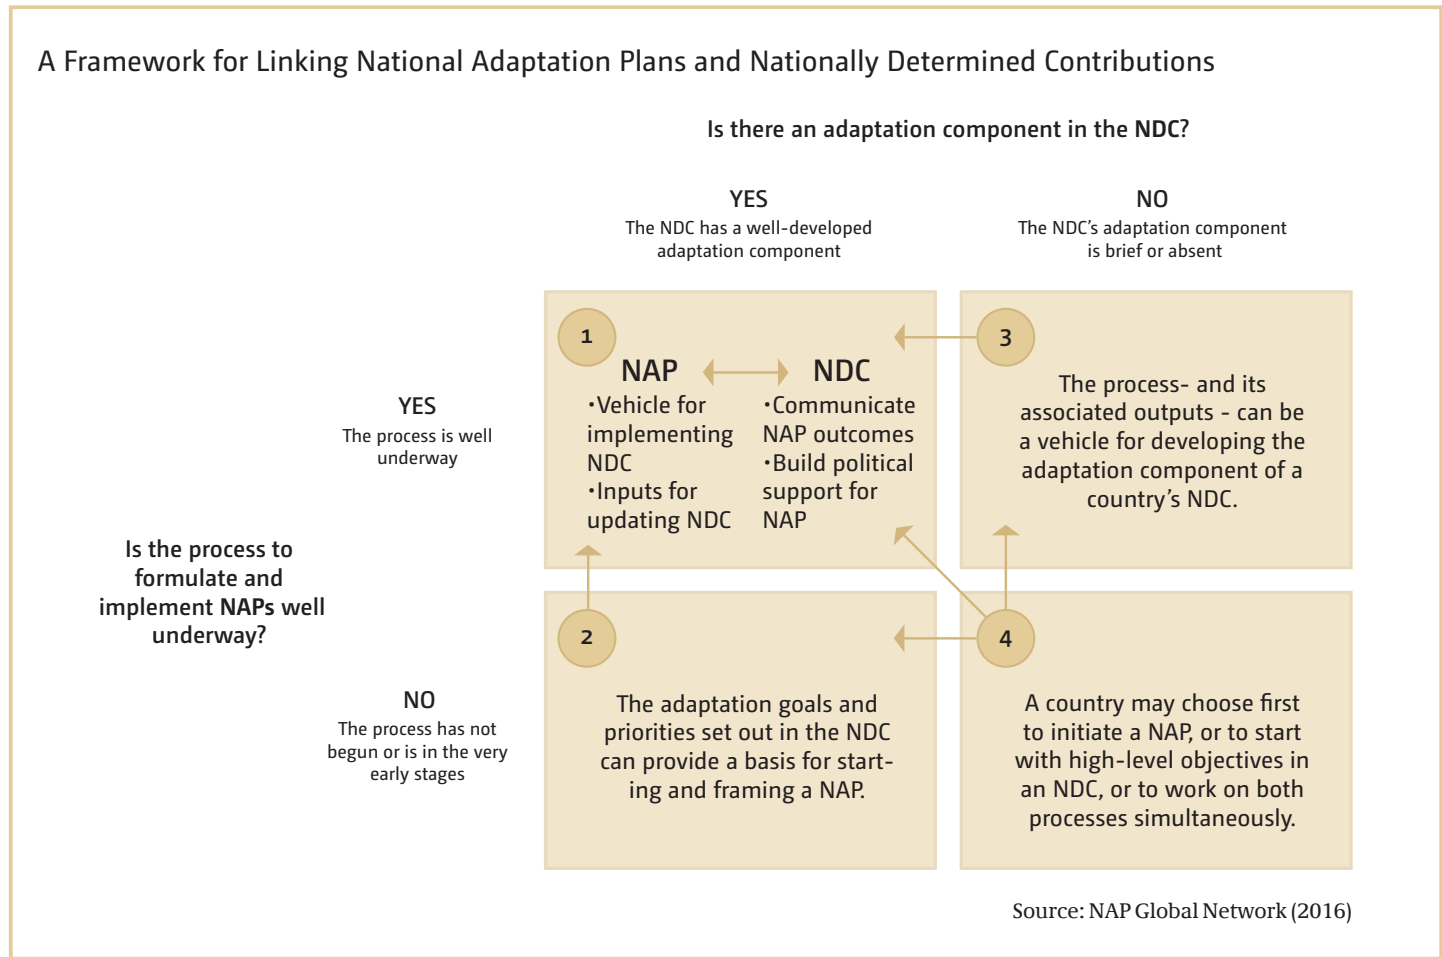 A Framework for Linking National Adaptation Plans and Nationally Determined Contributions
Is there an adaptation component in the NDC?
YES
The NDC has a well-developed
adaptation component
NO
The NDC's adaptation component
is brief or absent
Is the process to
formulate and
implement NAPs well
underway?
YES
The process is well
underway
1
NAP
·Vehicle for
implementing
NDC
·Inputs for
updating NDC
NDC
·Communicate
NAP outcomes
·Build political
support for
NAP
3
The process- and its
associated outputs - can be
a vehicle for developing the
adaptation component of a
country's NDC.
NO
The process has not
begun or is in the very
early stages
2
The adaptation goals and
priorities set out in the NDC
can provide a basis for start-
ing and framing a NAP.
4
A country may choose first
to initiate a NAP, or to start
with high-level objectives in
an NDC, or to work on both
processes simultaneously.
Source: NAP Global Network (2016)